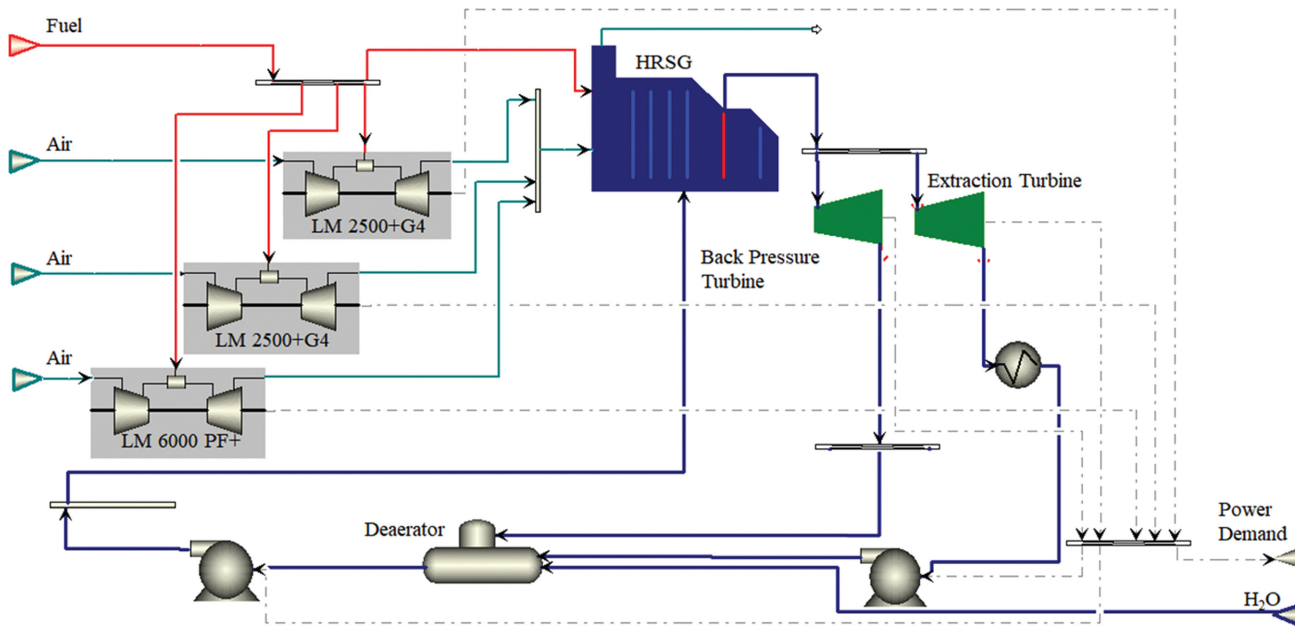 Fuel
HRSG
Air
LM 2500+G4
Extraction Turbine
Back Pressure
Turbine
Air
LM 2500+G4
Air
LM 6000 PF+
Deaerator
Power
Demand
H₂O